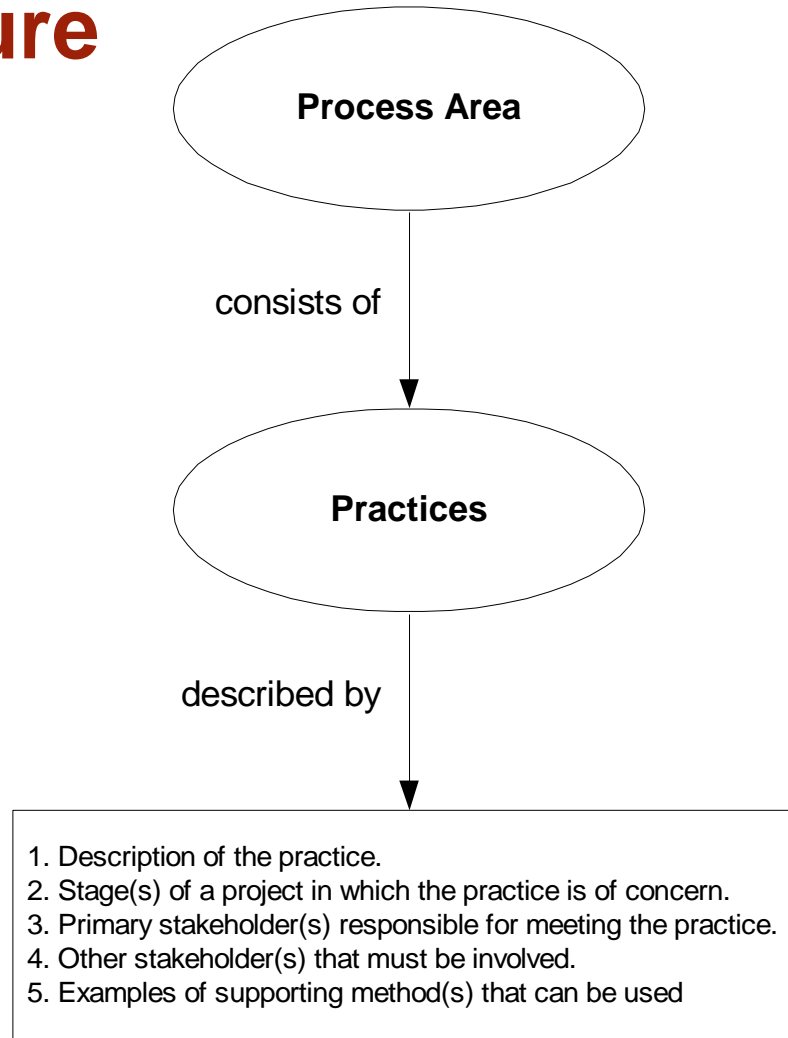 ure
Process Area
consists of
Practices
described by
1. Description of the practice.
2. Stage(s) of a project in which the practice is of concern.
3. Primary stakeholder(s) responsible for meeting the practice.
4. Other stakeholder(s) that must be involved.
5. Examples of supporting method(s) that can be used